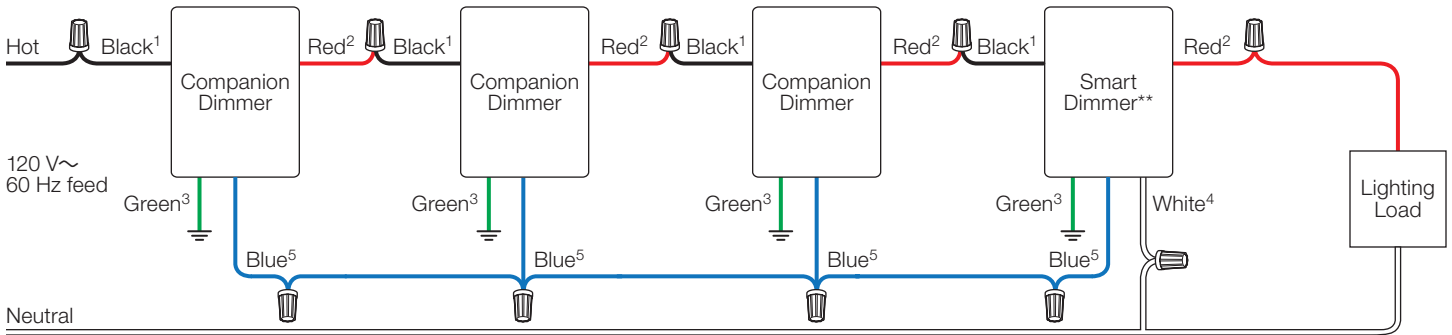 Hot
Black¹
Companion
Dimmer
Red²
Black¹
Companion
Dimmer
Red²
Black¹
Companion
Dimmer
Red²
Black¹
Smart
Dimmer**
Red²
120 V~
60 Hz feed
Lighting
Load
Green³
Green³
Green³
Green³
White⁴
Blue⁵
Blue⁵
Blue⁵
Blue⁵
Neutral